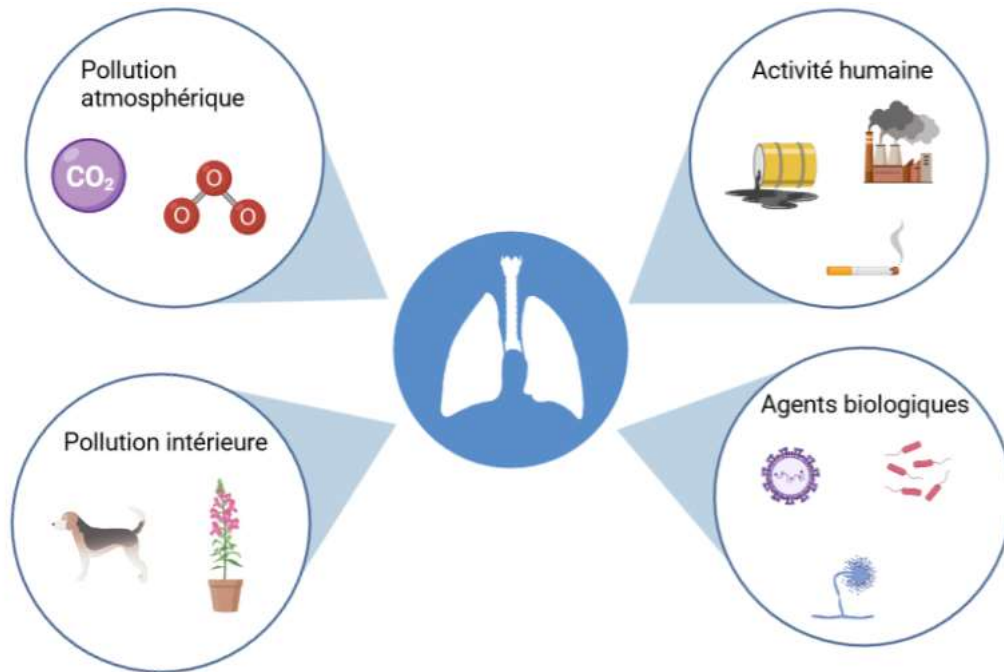 Pollution
atmosphérique
CO₂
O
O
O
Activité humaine
Pollution intérieure
Agents biologiques